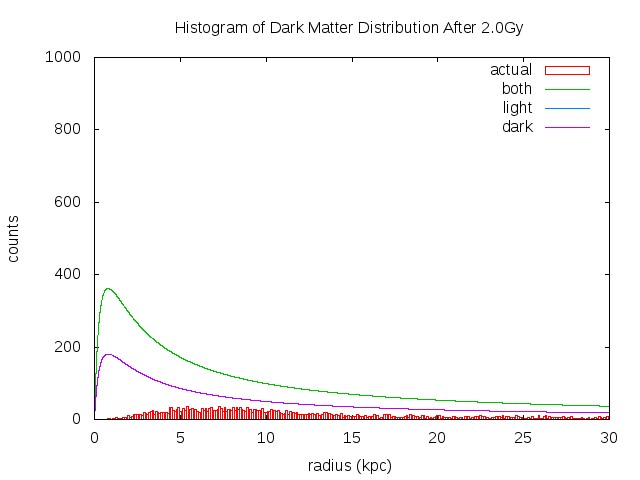 Histogram of Dark Matter Distribution After 2.0Gy
1000
800
600
400
200
0
counts
actual
both
light
dark
0 5 10 15 20 25 30
radius (kpc)